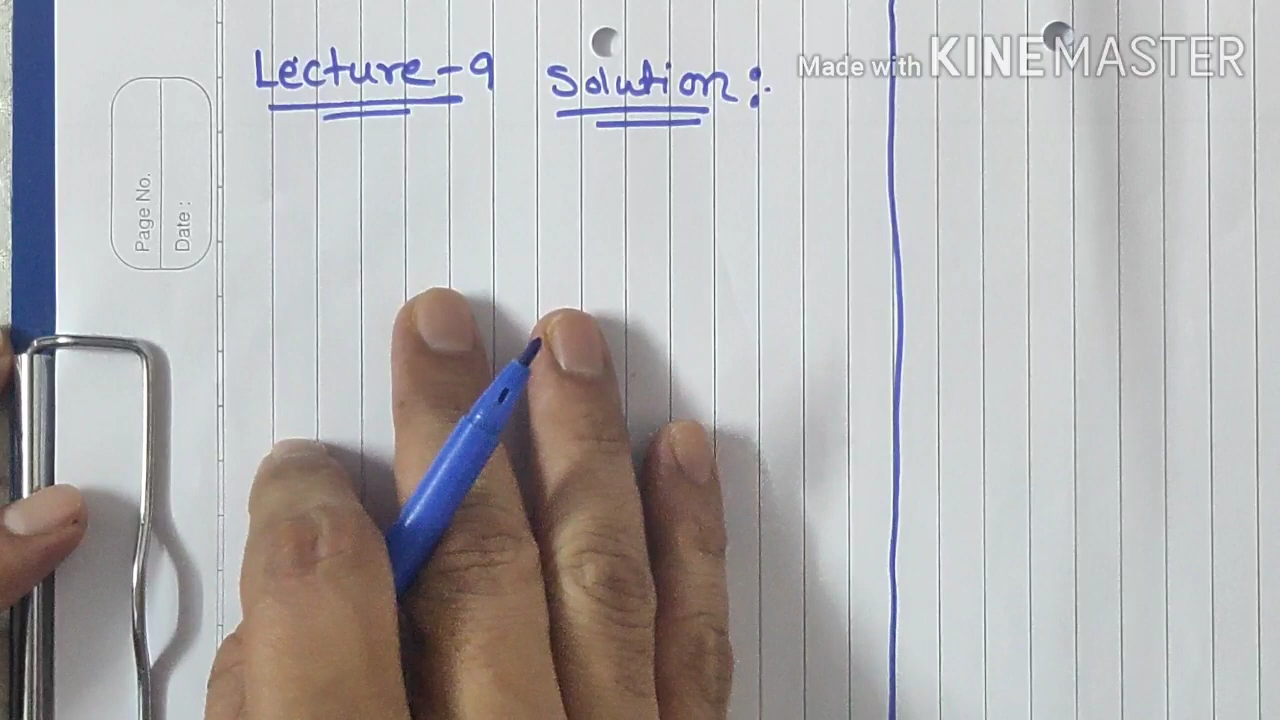 Lecture-9 Solution :
Made with KINEMASTER
Page No.
Date :